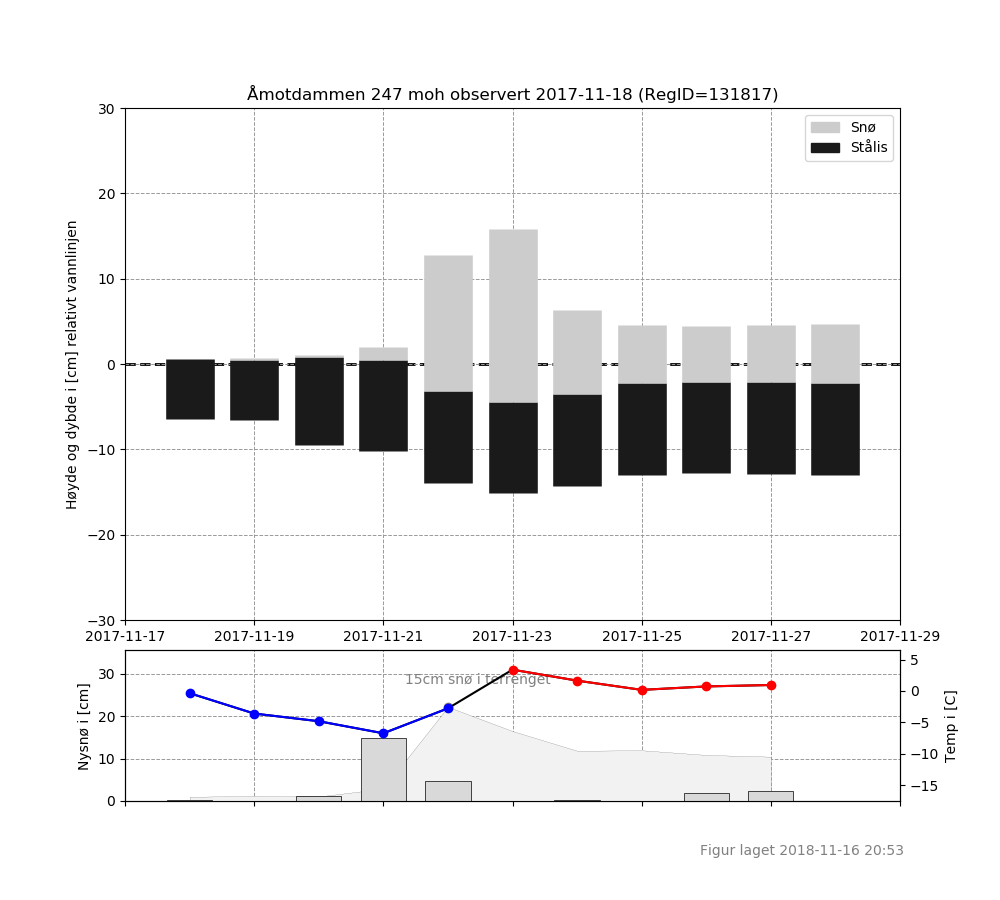 Åmotdammen 247 moh observert 2017-11-18 (RegID=131817)
Snø
Stålis
Høyde og dybde i [cm] relativt vannlinjen
30
20
10
0
−10
−20
−30
2017-11-17 2017-11-19 2017-11-21 2017-11-23 2017-11-25 2017-11-27 2017-11-29
15cm snø i terrenget
Nysnø i [cm]
30
20
10
0
5
0
−5
−10
−15
Temp i [C]
Figur laget 2018-11-16 20:53